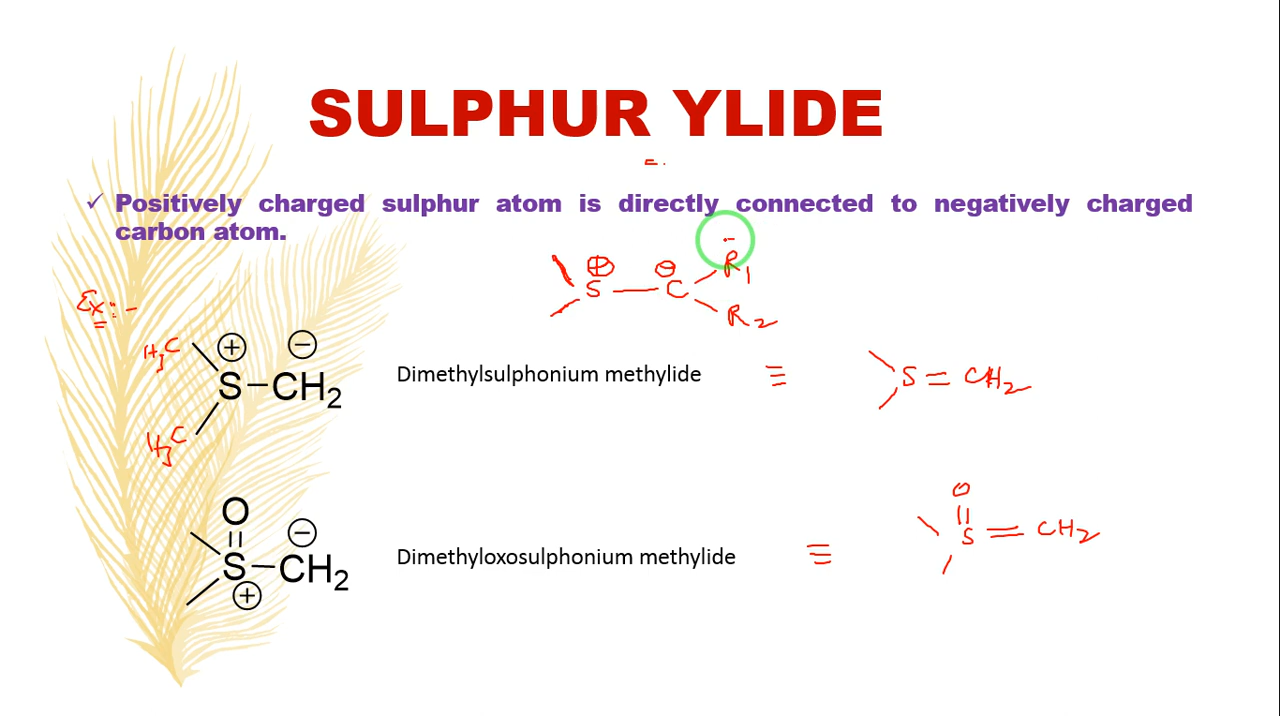 SULPHUR YLIDE
✓ Positively charged sulphur atom is directly connected to negatively charged
carbon atom.
⊕ ⊖ R1
S — C
R2
Ex:-
H3C ⊕ ⊖
S–CH2 Dimethylsulphonium methylide ≡ S = CH2
H3C
O O
|| ⊖ ||
S–CH2 Dimethyloxosulphonium methylide ≡ S = CH2
⊕